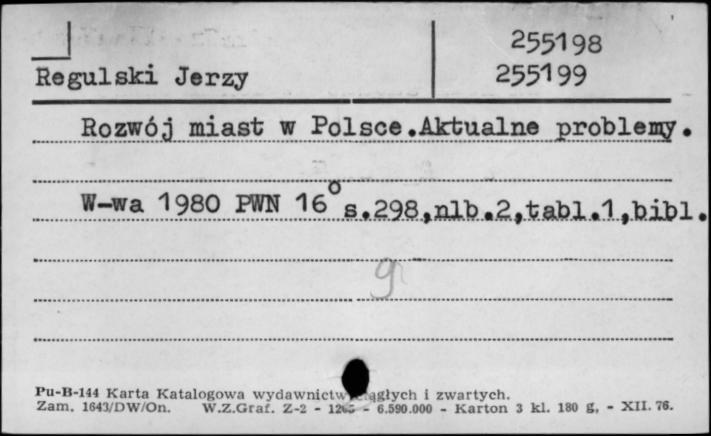 255198
Regulski Jerzy 255199
Rozwój miast w Polsce.Aktualne problemy.
W-wa 1980 PWN 16° s.298,nlb.2,tabl.1,bibl.
Pu-B-144 Karta Katalogowa wydawnictw ciągłych i zwartych.
Zam. 1643/DW/On. W.Z.Graf. Z-2 - 6.590.000 - Karton 3 kl. 180 g, - XII. 76.